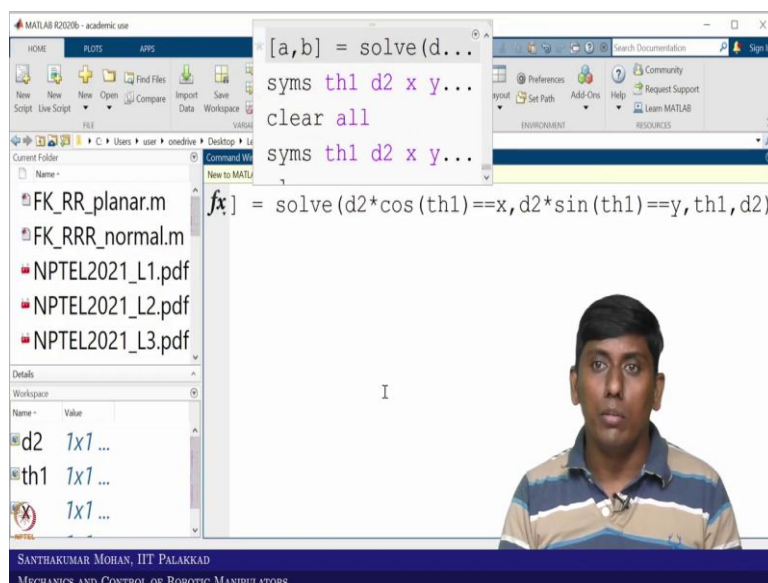 MATLAB R2020b - academic use
HOME PLOTS APPS
Search Documentation
Sign
New Script
New Live Script
New
Open
Find Files
Compare
Import Data
Save Workspace
Preferences
Set Path
Add-Ons
Help
Community
Request Support
Learn MATLAB
FILE
ENVIRONMENT
RESOURCES
[a,b] = solve(d...
syms th1 d2 x y...
clear all
syms th1 d2 x y...
C: Users user onedrive Desktop
Current Folder
Name
FK_RR_planar.m
FK_RRR_normal.m
NPTEL2021_L1.pdf
NPTEL2021_L2.pdf
NPTEL2021_L3.pdf
Details
Workspace
Name Value
d2 1x1 ...
th1 1x1 ...
x 1x1 ...
NPTEL
fx ] = solve(d2*cos(th1)==x,d2*sin(th1)==y,th1,d2)
SANTHAKUMAR MOHAN, IIT PALAKKAD
MECHANICS AND CONTROL OF ROBOTIC MANIPULATORS